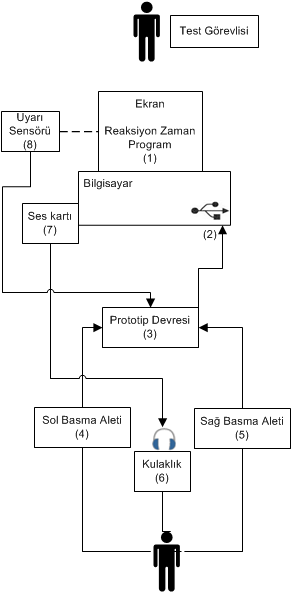 Test Görevlisi
Ekran
Uyarı
Sensörü
(8)
Reaksiyon Zaman
Program
(1)
Bilgisayar
Ses kartı
(7)
(2)
Prototip Devresi
(3)
Sol Basma Aleti
(4)
Sağ Basma Aleti
(5)
Kulaklık
(6)